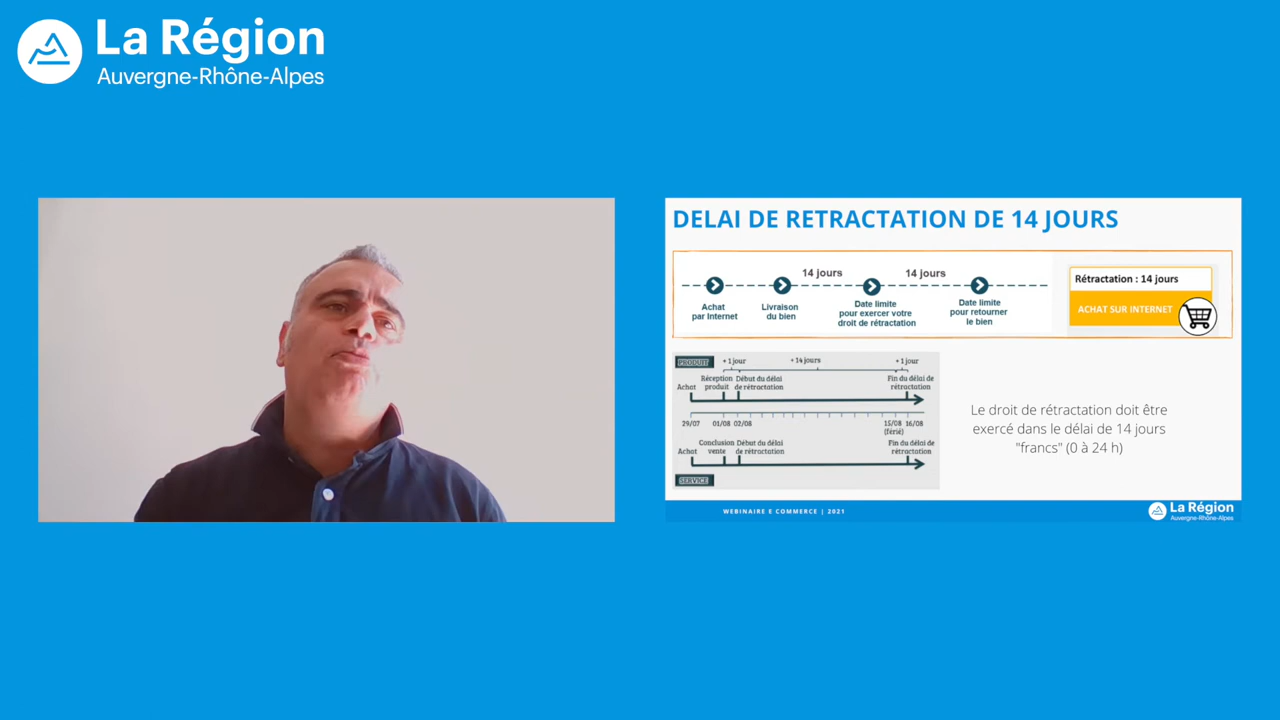 La Région
Auvergne-Rhône-Alpes
DELAI DE RETRACTATION DE 14 JOURS
14 jours
14 jours
Achat
par Internet
Livraison
du bien
Date limite
pour exercer votre
droit de rétractation
Date limite
pour retourner
le bien
Rétractation : 14 jours
ACHAT SUR INTERNET
PRODUIT
+ 1 jour
+ 14 jours
+ 1 jour
Achat
Réception
produit
Début du délai
de rétractation
Fin du délai de
rétractation
29/07
01/08
02/08
15/08
(férié)
16/08
Achat
Conclusion
vente
Début du délai
de rétractation
Fin du délai de
rétractation
SERVICE
Le droit de rétractation doit être
exercé dans le délai de 14 jours
"francs" (0 à 24 h)
WEBINAIRE E COMMERCE | 2021
La Région
Auvergne-Rhône-Alpes